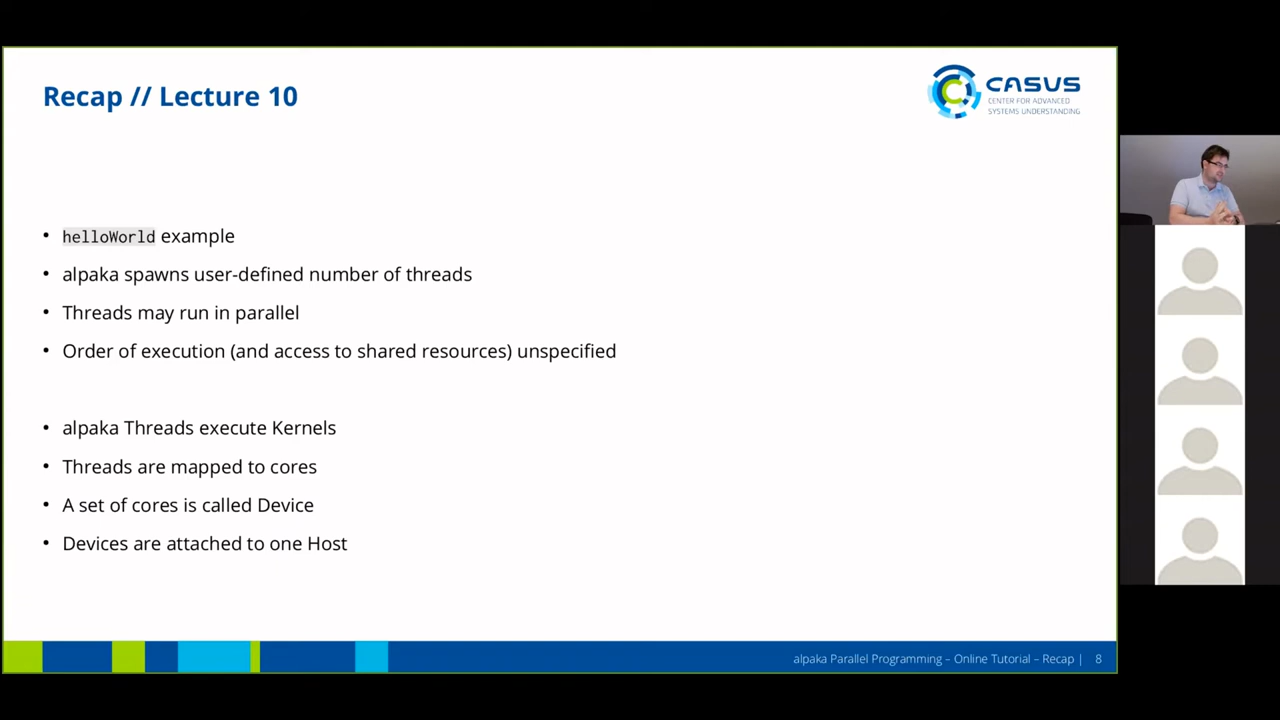 Recap // Lecture 10
CASUS
CENTER FOR ADVANCED
SYSTEMS UNDERSTANDING
• helloWorld example
• alpaka spawns user-defined number of threads
• Threads may run in parallel
• Order of execution (and access to shared resources) unspecified
• alpaka Threads execute Kernels
• Threads are mapped to cores
• A set of cores is called Device
• Devices are attached to one Host
alpaka Parallel Programming – Online Tutorial – Recap | 8